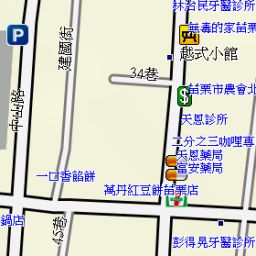 林治民牙醫診所
無毒的家苗栗
越式小館
建國街
34巷
苗栗市農會北
天恩診所
中山路
二分之三咖哩專
天恩藥局
富安藥局
一口香餡餅
萬丹紅豆餅苗栗店
鍋店
45巷
彭得晃牙醫診所
P
$